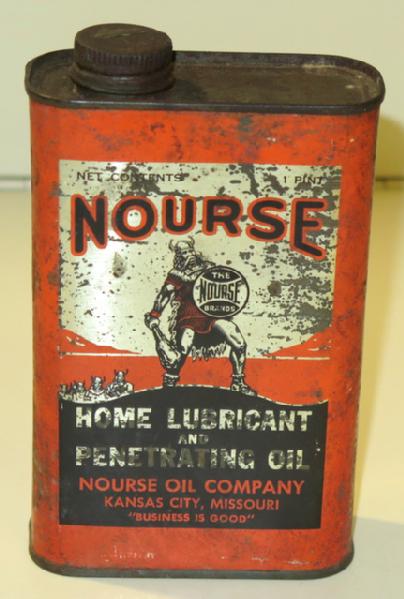 NET CONTENTS 1 PINT
NOURSE
THE
NOURSE
BRANDS
HOME LUBRICANT
AND
PENETRATING OIL
NOURSE OIL COMPANY
KANSAS CITY, MISSOURI
"BUSINESS IS GOOD"